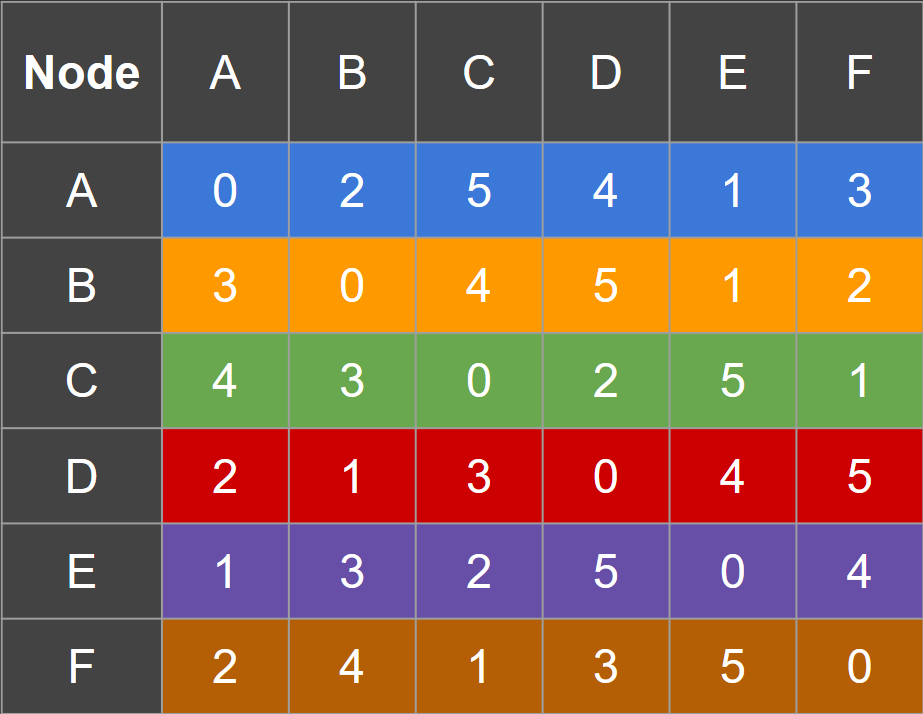 Node A B C D E F
A 0 2 5 4 1 3
B 3 0 4 5 1 2
C 4 3 0 2 5 1
D 2 1 3 0 4 5
E 1 3 2 5 0 4
F 2 4 1 3 5 0